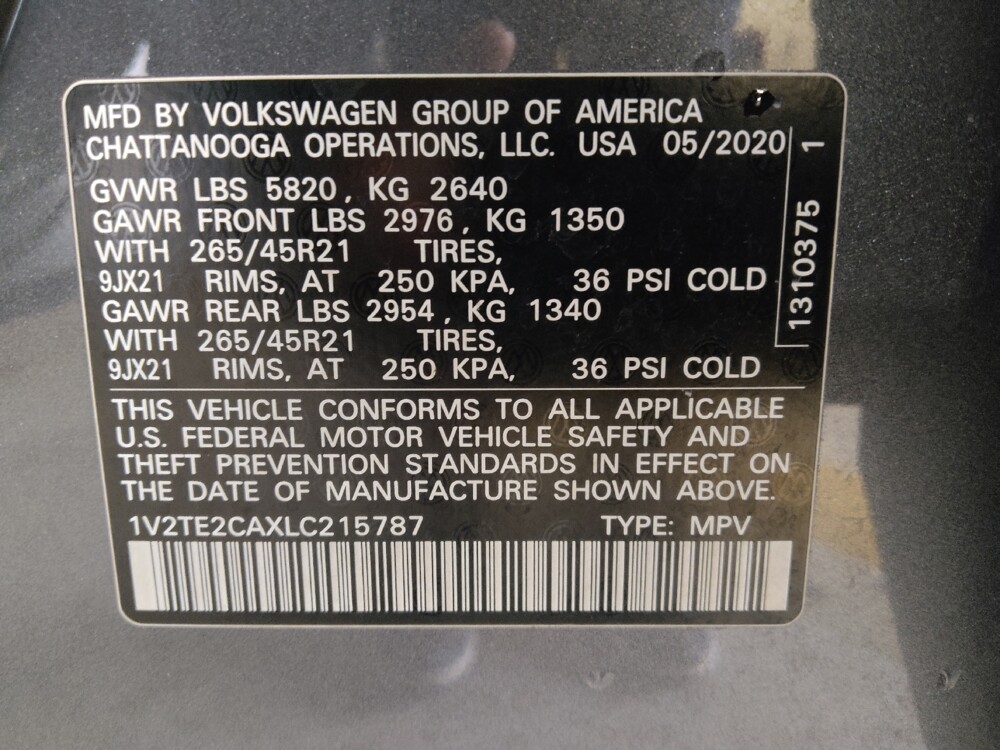 MFD BY VOLKSWAGEN GROUP OF AMERICA
CHATTANOOGA OPERATIONS, LLC. USA 05/2020
GVWR LBS 5820, KG 2640
GAWR FRONT LBS 2976, KG 1350
WITH 265/45R21 TIRES,
9JX21 RIMS, AT 250 KPA, 36 PSI COLD
GAWR REAR LBS 2954, KG 1340
WITH 265/45R21 TIRES,
9JX21 RIMS, AT 250 KPA, 36 PSI COLD
1310375 1
THIS VEHICLE CONFORMS TO ALL APPLICABLE
U.S. FEDERAL MOTOR VEHICLE SAFETY AND
THEFT PREVENTION STANDARDS IN EFFECT ON
THE DATE OF MANUFACTURE SHOWN ABOVE.
1V2TE2CAXLC215787 TYPE: MPV